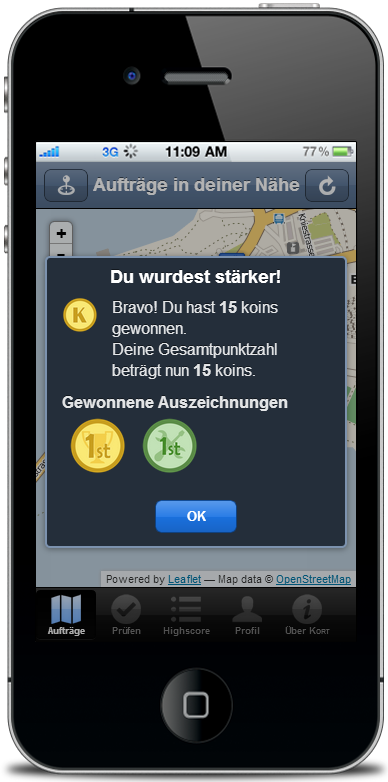 3G 11:09 AM 77 %
Aufträge in deiner Nähe
+
Kniestrasse
Du wurdest stärker!
K
Bravo! Du hast 15 koins
gewonnen.
Deine Gesamtpunktzahl
beträgt nun 15 koins.
Gewonnene Auszeichnungen
1st 1st
OK
Powered by Leaflet — Map data © OpenStreetMap
Aufträge Prüfen Highscore Profil Über Kort